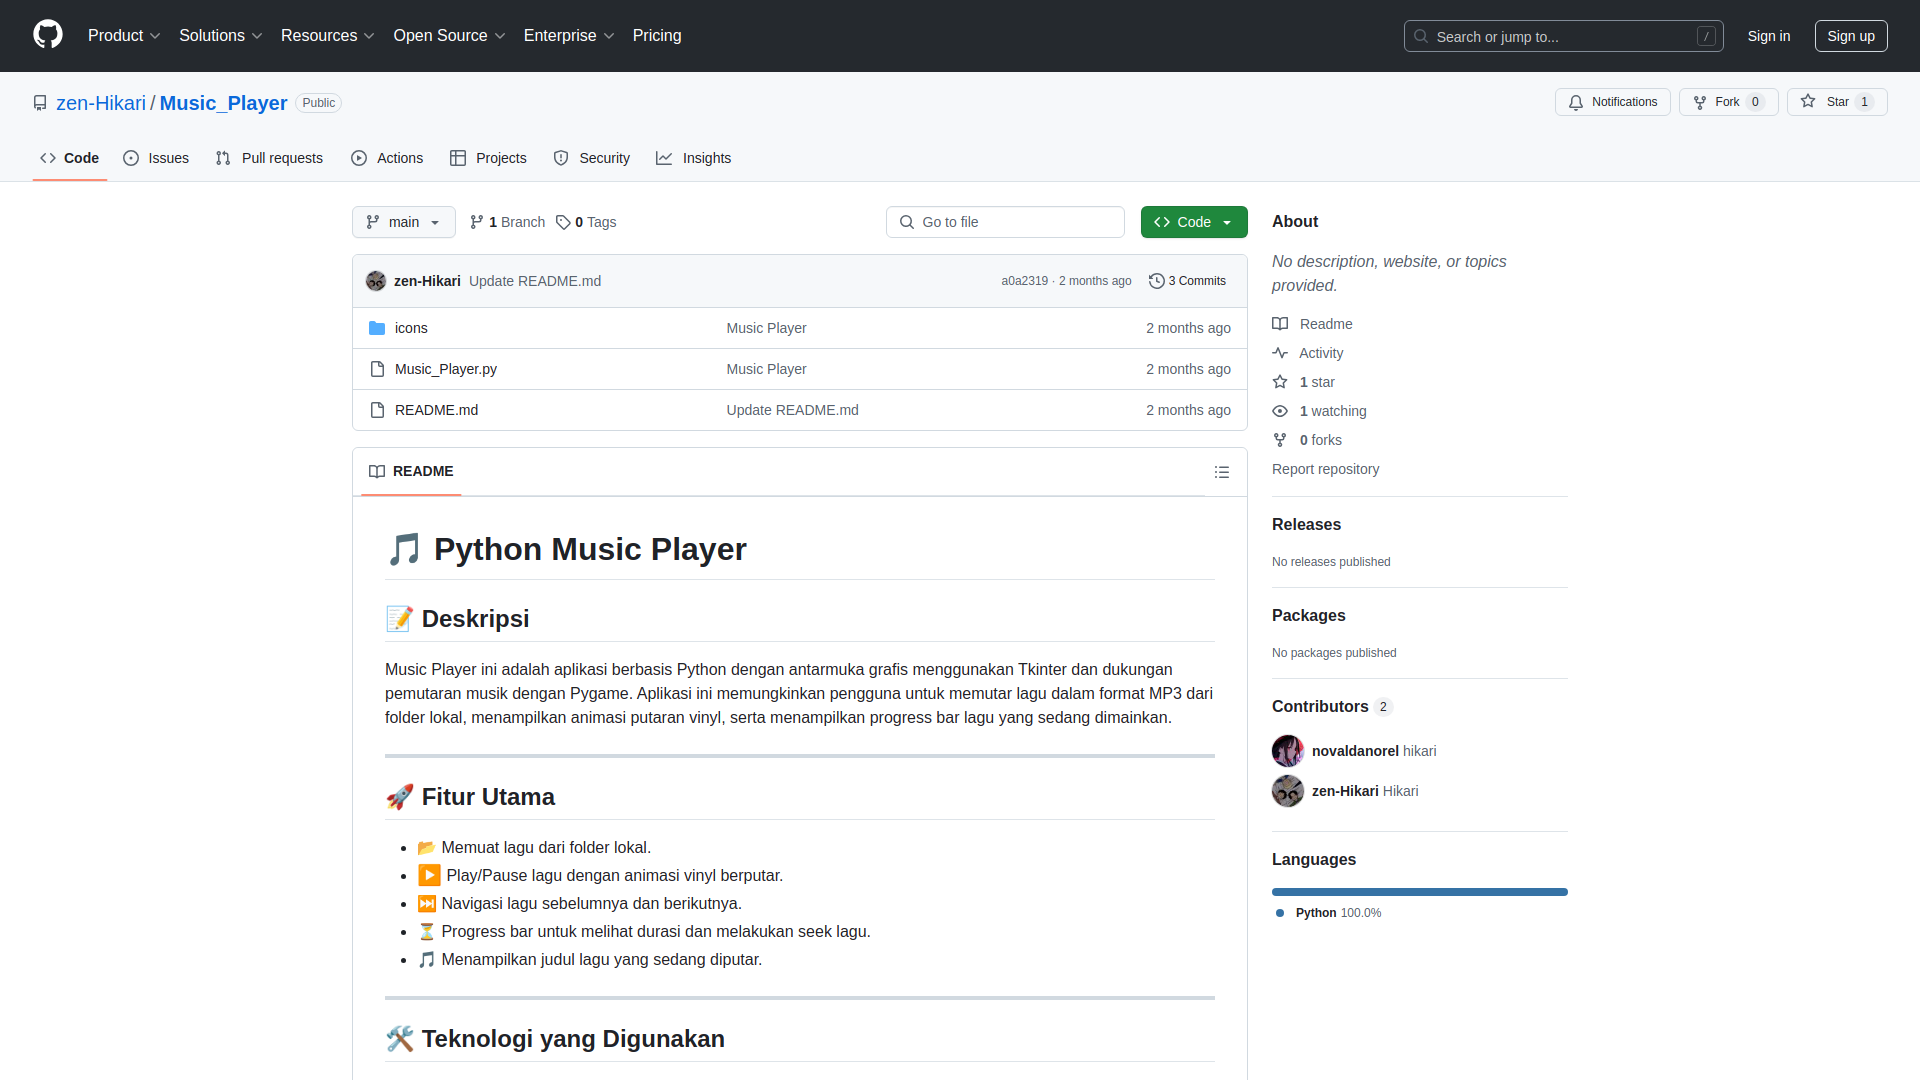 Product
Solutions
Resources
Open Source
Enterprise
Pricing
Search or jump to...
/
Sign in
Sign up
zen-Hikari / Music_Player Public
Notifications
Fork 0
Star 1
Code
Issues
Pull requests
Actions
Projects
Security
Insights
main
1 Branch
0 Tags
Go to file
Code
zen-Hikari Update README.md
a0a2319 · 2 months ago
3 Commits
icons Music Player 2 months ago
Music_Player.py Music Player 2 months ago
README.md Update README.md 2 months ago
README
🎵 Python Music Player
📝 Deskripsi
Music Player ini adalah aplikasi berbasis Python dengan antarmuka grafis menggunakan Tkinter dan dukungan
pemutaran musik dengan Pygame. Aplikasi ini memungkinkan pengguna untuk memutar lagu dalam format MP3 dari
folder lokal, menampilkan animasi putaran vinyl, serta menampilkan progress bar lagu yang sedang dimainkan.
🚀 Fitur Utama
• 📂 Memuat lagu dari folder lokal.
• ▶️ Play/Pause lagu dengan animasi vinyl berputar.
• ⏭️ Navigasi lagu sebelumnya dan berikutnya.
• ⏳ Progress bar untuk melihat durasi dan melakukan seek lagu.
• 🎵 Menampilkan judul lagu yang sedang diputar.
🛠️ Teknologi yang Digunakan
About
No description, website, or topics
provided.
Readme
Activity
1 star
1 watching
0 forks
Report repository
Releases
No releases published
Packages
No packages published
Contributors 2
novaldanorel hikari
zen-Hikari Hikari
Languages
Python 100.0%